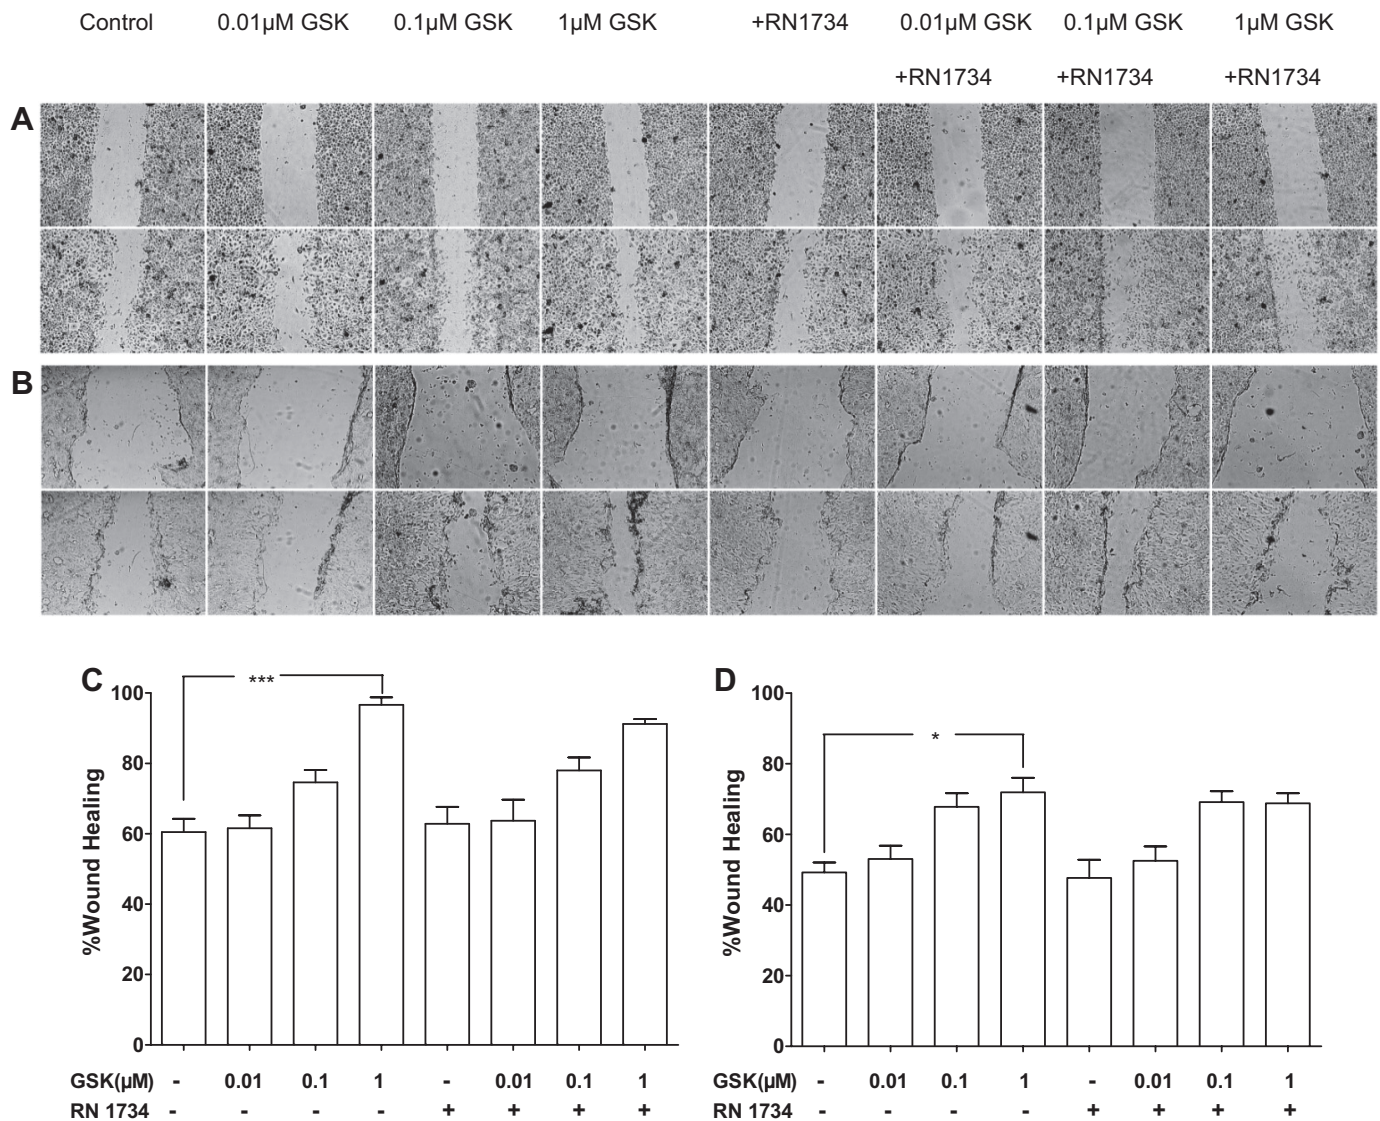 Control 0.01µM GSK 0.1µM GSK 1µM GSK +RN1734 0.01µM GSK 0.1µM GSK 1µM GSK
+RN1734 +RN1734 +RN1734
A
B
C
***
%Wound Healing
100
80
60
40
20
0
GSK(µM) - 0.01 0.1 1 - 0.01 0.1 1
RN 1734 - - - - + + + +
D
*
%Wound Healing
100
80
60
40
20
0
GSK(µM) - 0.01 0.1 1 - 0.01 0.1 1
RN 1734 - - - - + + + +